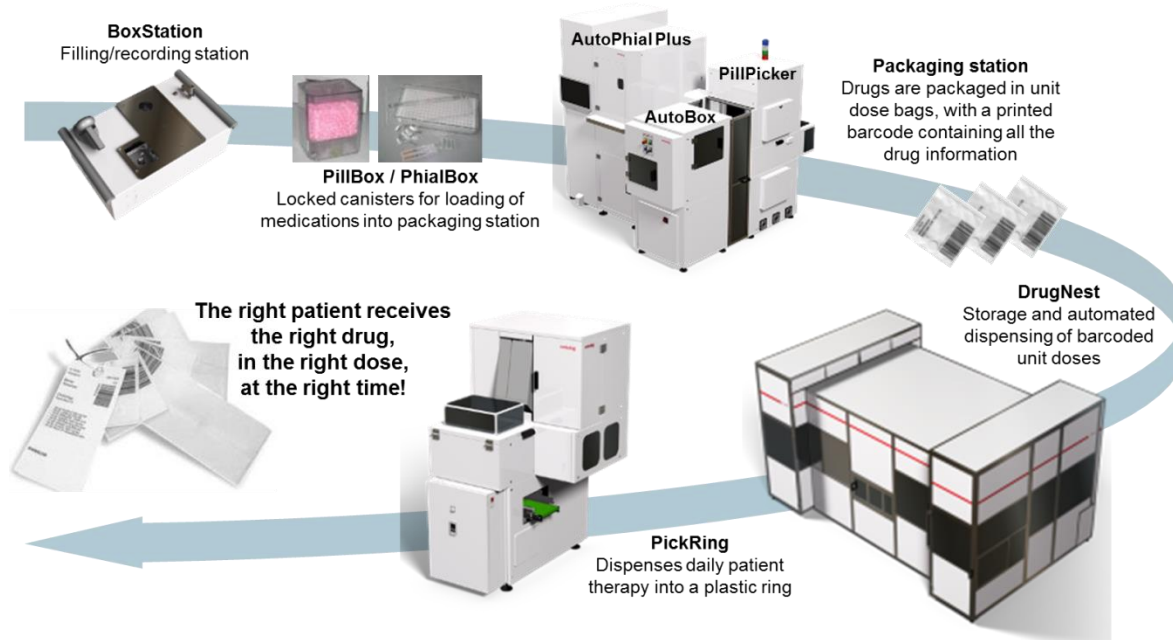 BoxStation
Filling/recording station
PillBox / PhialBox
Locked canisters for loading of
medications into packaging station
AutoPhial Plus
PillPicker
AutoBox
Packaging station
Drugs are packaged in unit
dose bags, with a printed
barcode containing all the
drug information
DrugNest
Storage and automated
dispensing of barcoded
unit doses
PickRing
Dispenses daily patient
therapy into a plastic ring
The right patient receives
the right drug,
in the right dose,
at the right time!